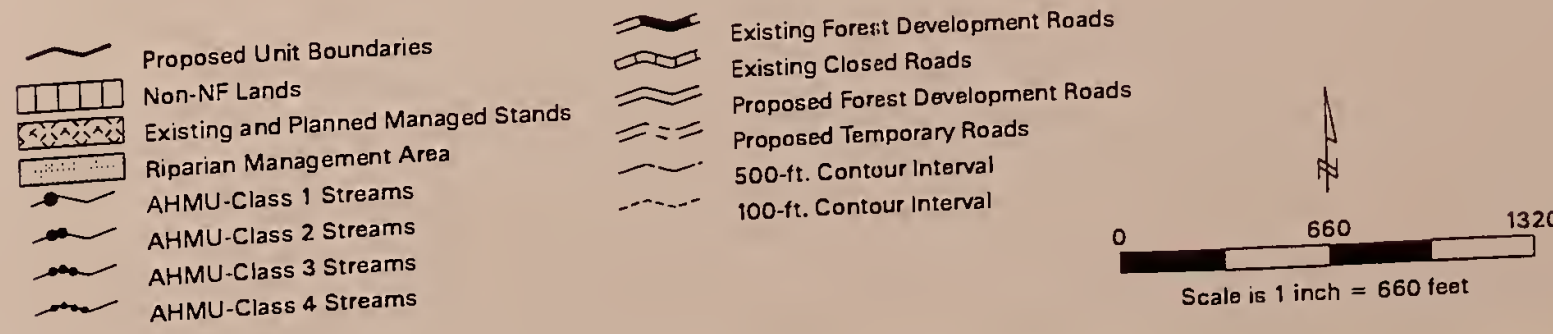 Proposed Unit Boundaries
Non-NF Lands
Existing and Planned Managed Stands
Riparian Management Area
AHMU-Class 1 Streams
AHMU-Class 2 Streams
AHMU-Class 3 Streams
AHMU-Class 4 Streams
Existing Forest Development Roads
Existing Closed Roads
Proposed Forest Development Roads
Proposed Temporary Roads
500-ft. Contour Interval
100-ft. Contour Interval
0 660 1320
Scale is 1 inch = 660 feet